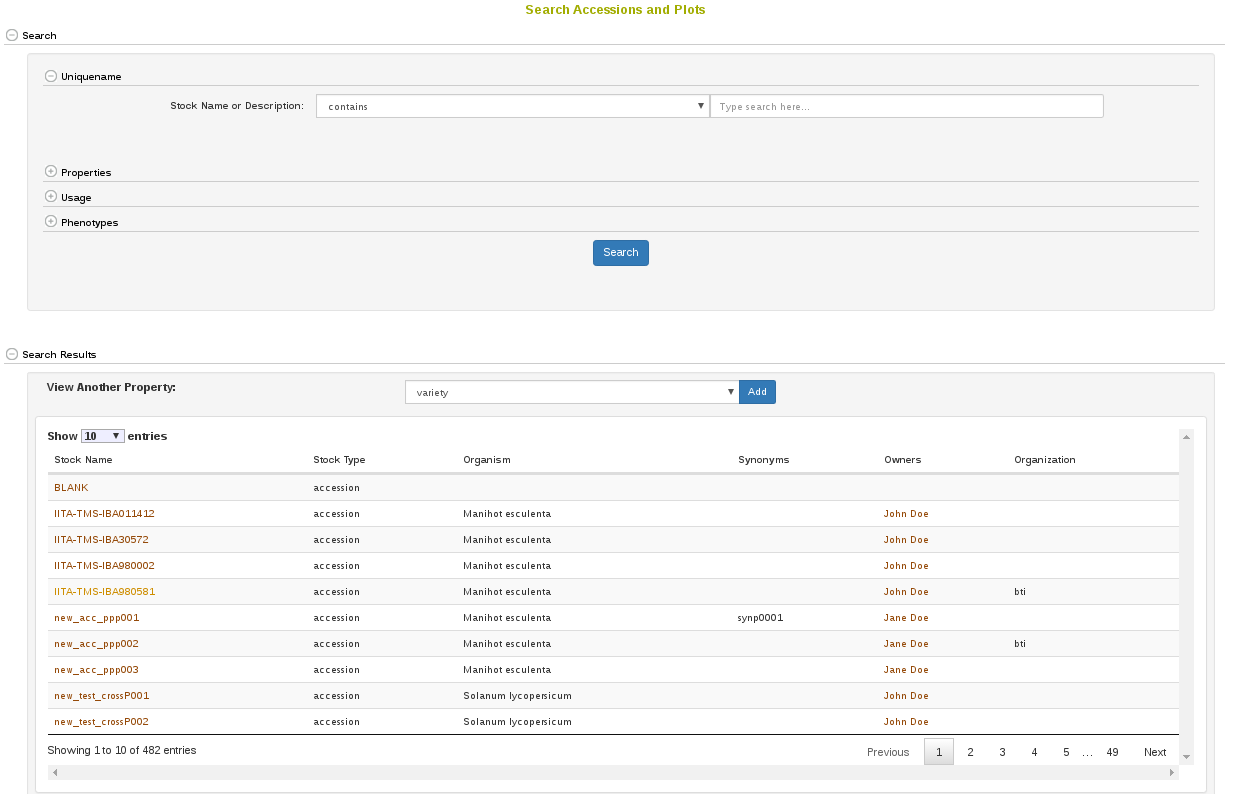 Search Accessions and Plots
Search
Uniquename
Stock Name or Description: contains Type search here...
Properties
Usage
Phenotypes
Search
Search Results
View Another Property: variety Add
Show 10 entries
Stock Name Stock Type Organism Synonyms Owners Organization
BLANK accession
IITA-TMS-IBA011412 accession Manihot esculenta John Doe
IITA-TMS-IBA30572 accession Manihot esculenta John Doe
IITA-TMS-IBA980002 accession Manihot esculenta John Doe
IITA-TMS-IBA980581 accession Manihot esculenta John Doe bti
new_acc_ppp001 accession Manihot esculenta synp0001 Jane Doe
new_acc_ppp002 accession Manihot esculenta Jane Doe bti
new_acc_ppp003 accession Manihot esculenta Jane Doe
new_test_crossP001 accession Solanum lycopersicum John Doe
new_test_crossP002 accession Solanum lycopersicum John Doe
Showing 1 to 10 of 482 entries Previous 1 2 3 4 5 ... 49 Next